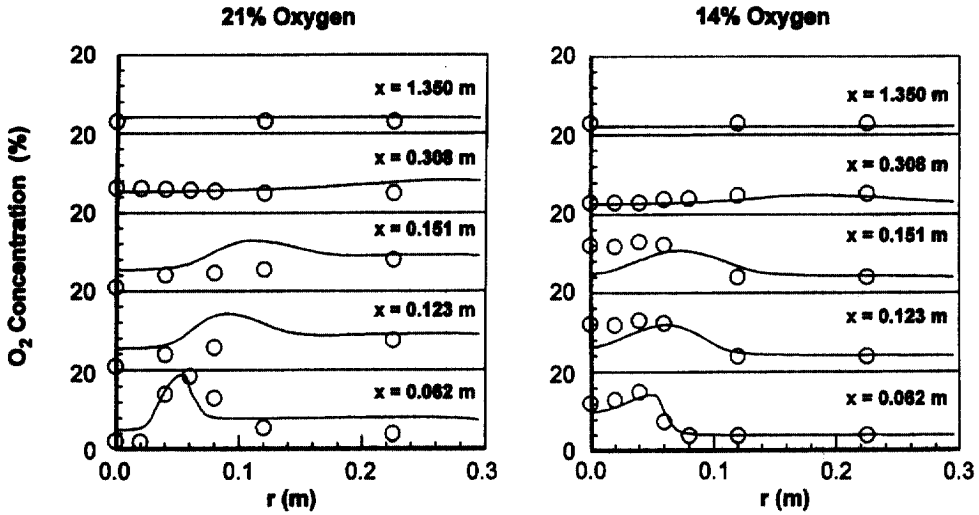 21% Oxygen
14% Oxygen
O₂ Concentration (%)
20
x = 1.350 m
20
x = 0.308 m
20
x = 0.151 m
20
x = 0.123 m
20
x = 0.062 m
0
0.0 0.1 0.2 0.3
r (m)
20
x = 1.350 m
20
x = 0.308 m
20
x = 0.151 m
20
x = 0.123 m
20
x = 0.062 m
0
0.0 0.1 0.2 0.3
r (m)